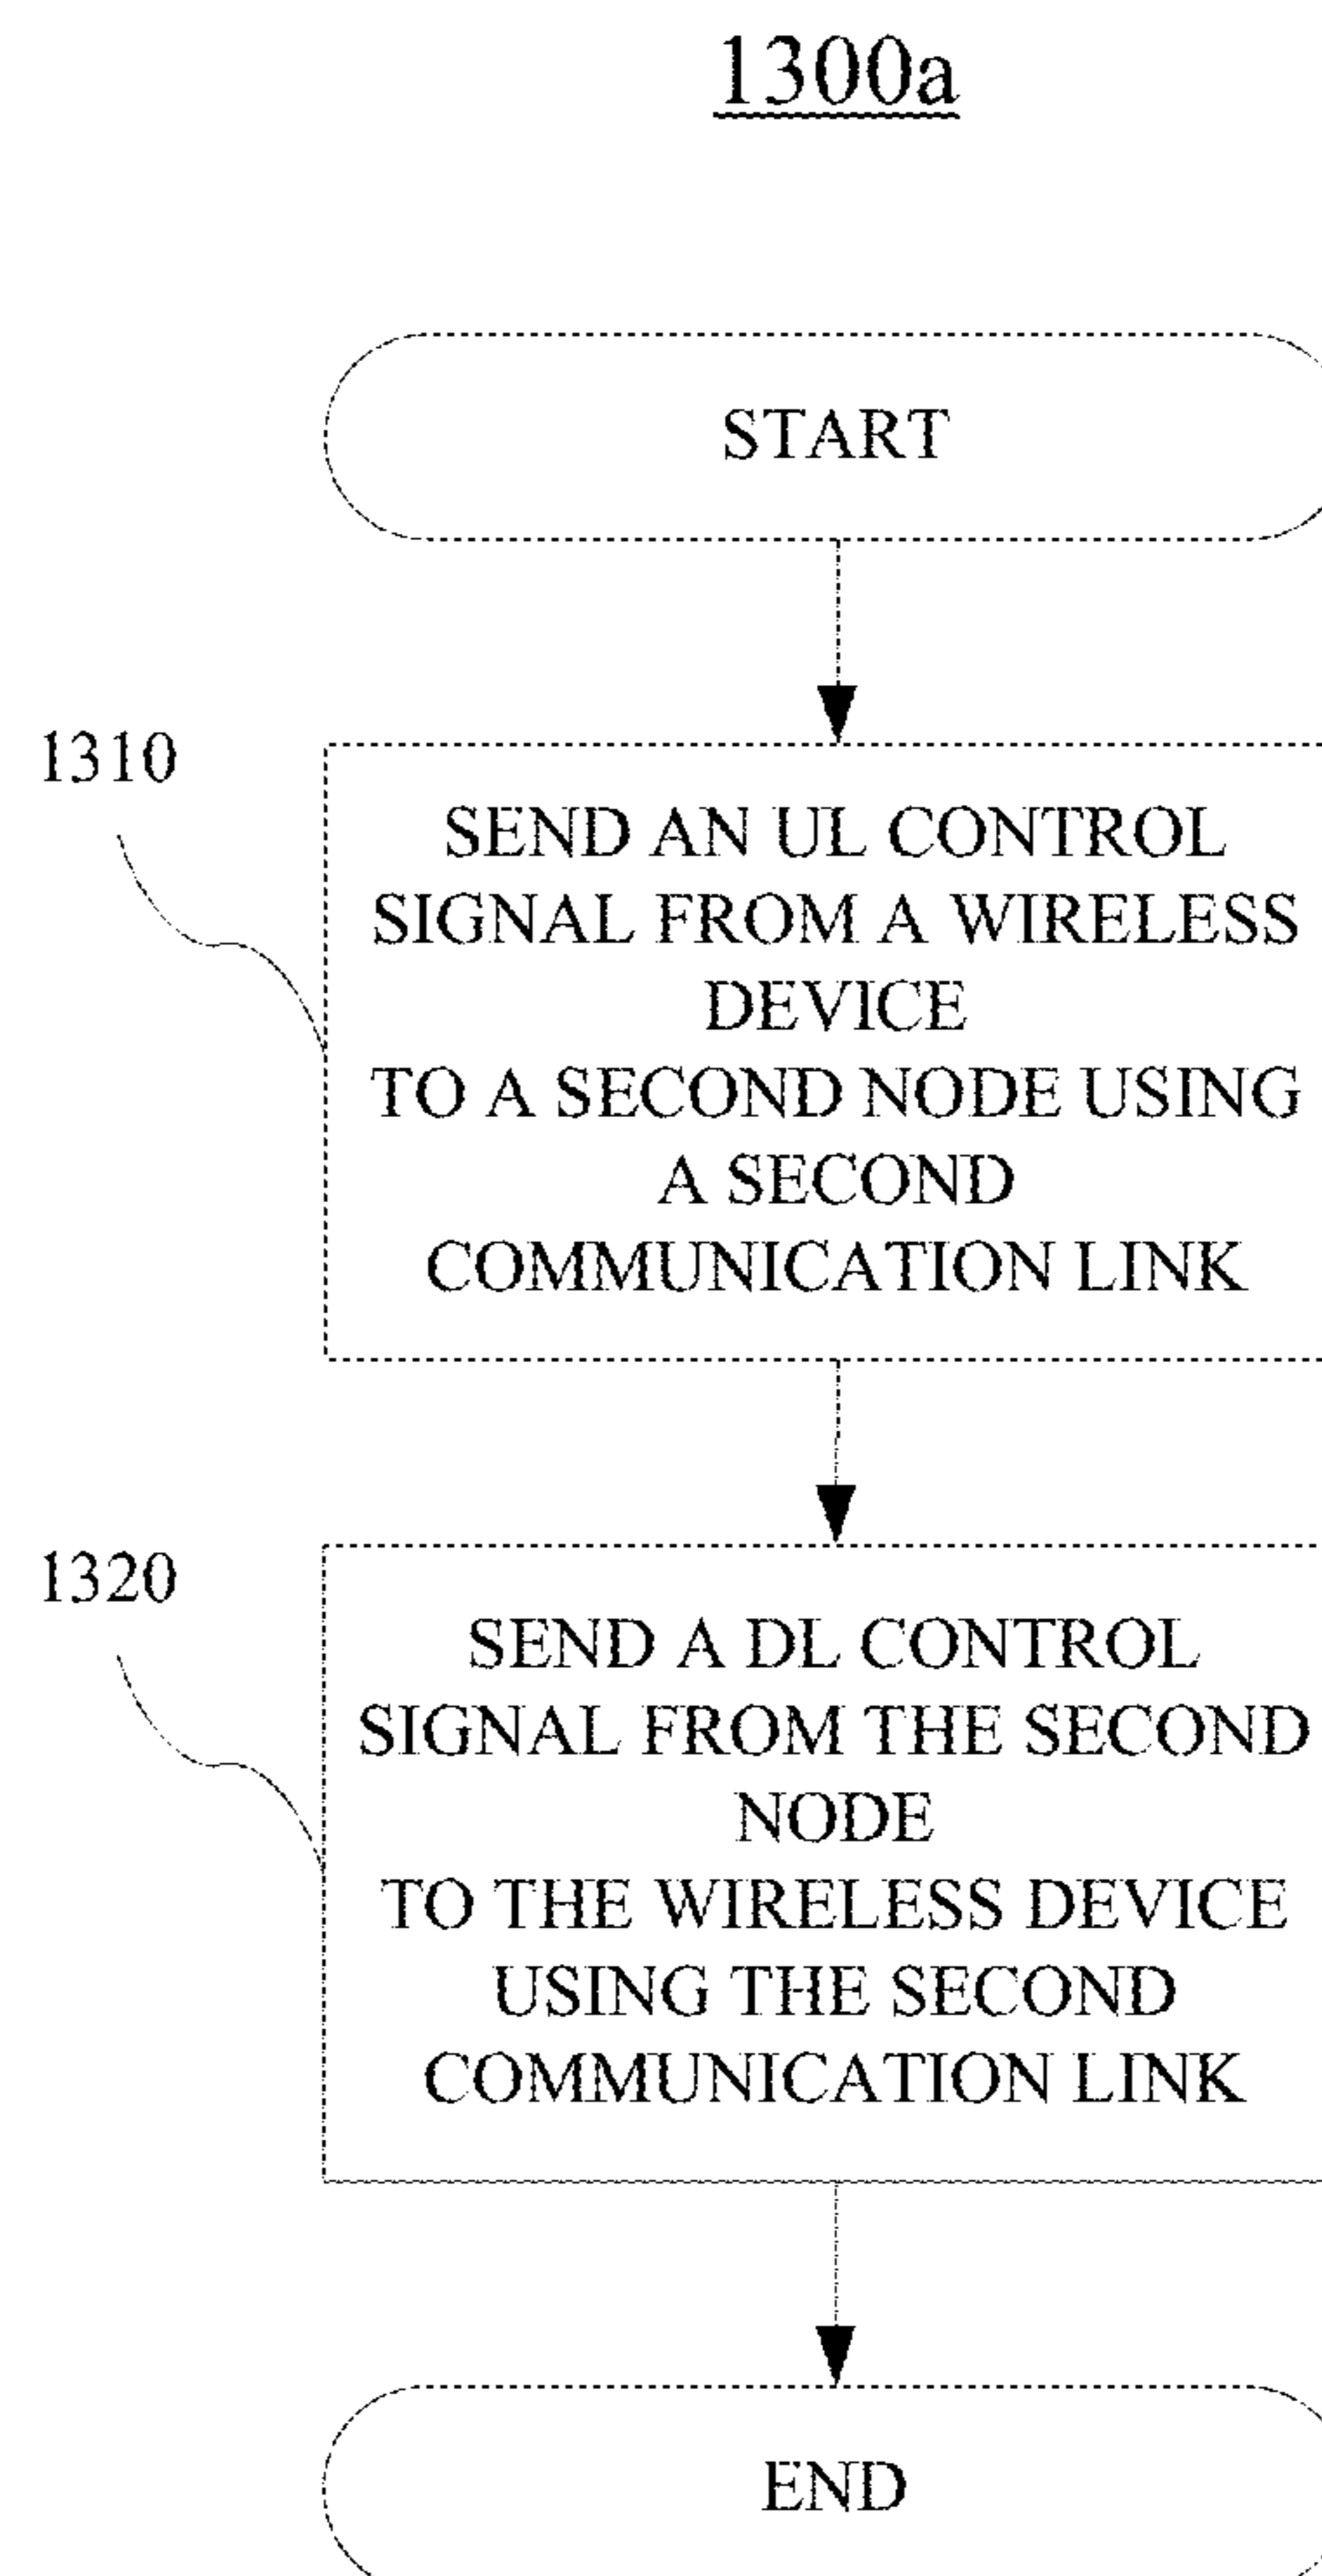 1300a
START
1310
SEND AN UL CONTROL
SIGNAL FROM A WIRELESS
DEVICE
TO A SECOND NODE USING
A SECOND
COMMUNICATION LINK
1320
SEND A DL CONTROL
SIGNAL FROM THE SECOND
NODE
TO THE WIRELESS DEVICE
USING THE SECOND
COMMUNICATION LINK
END